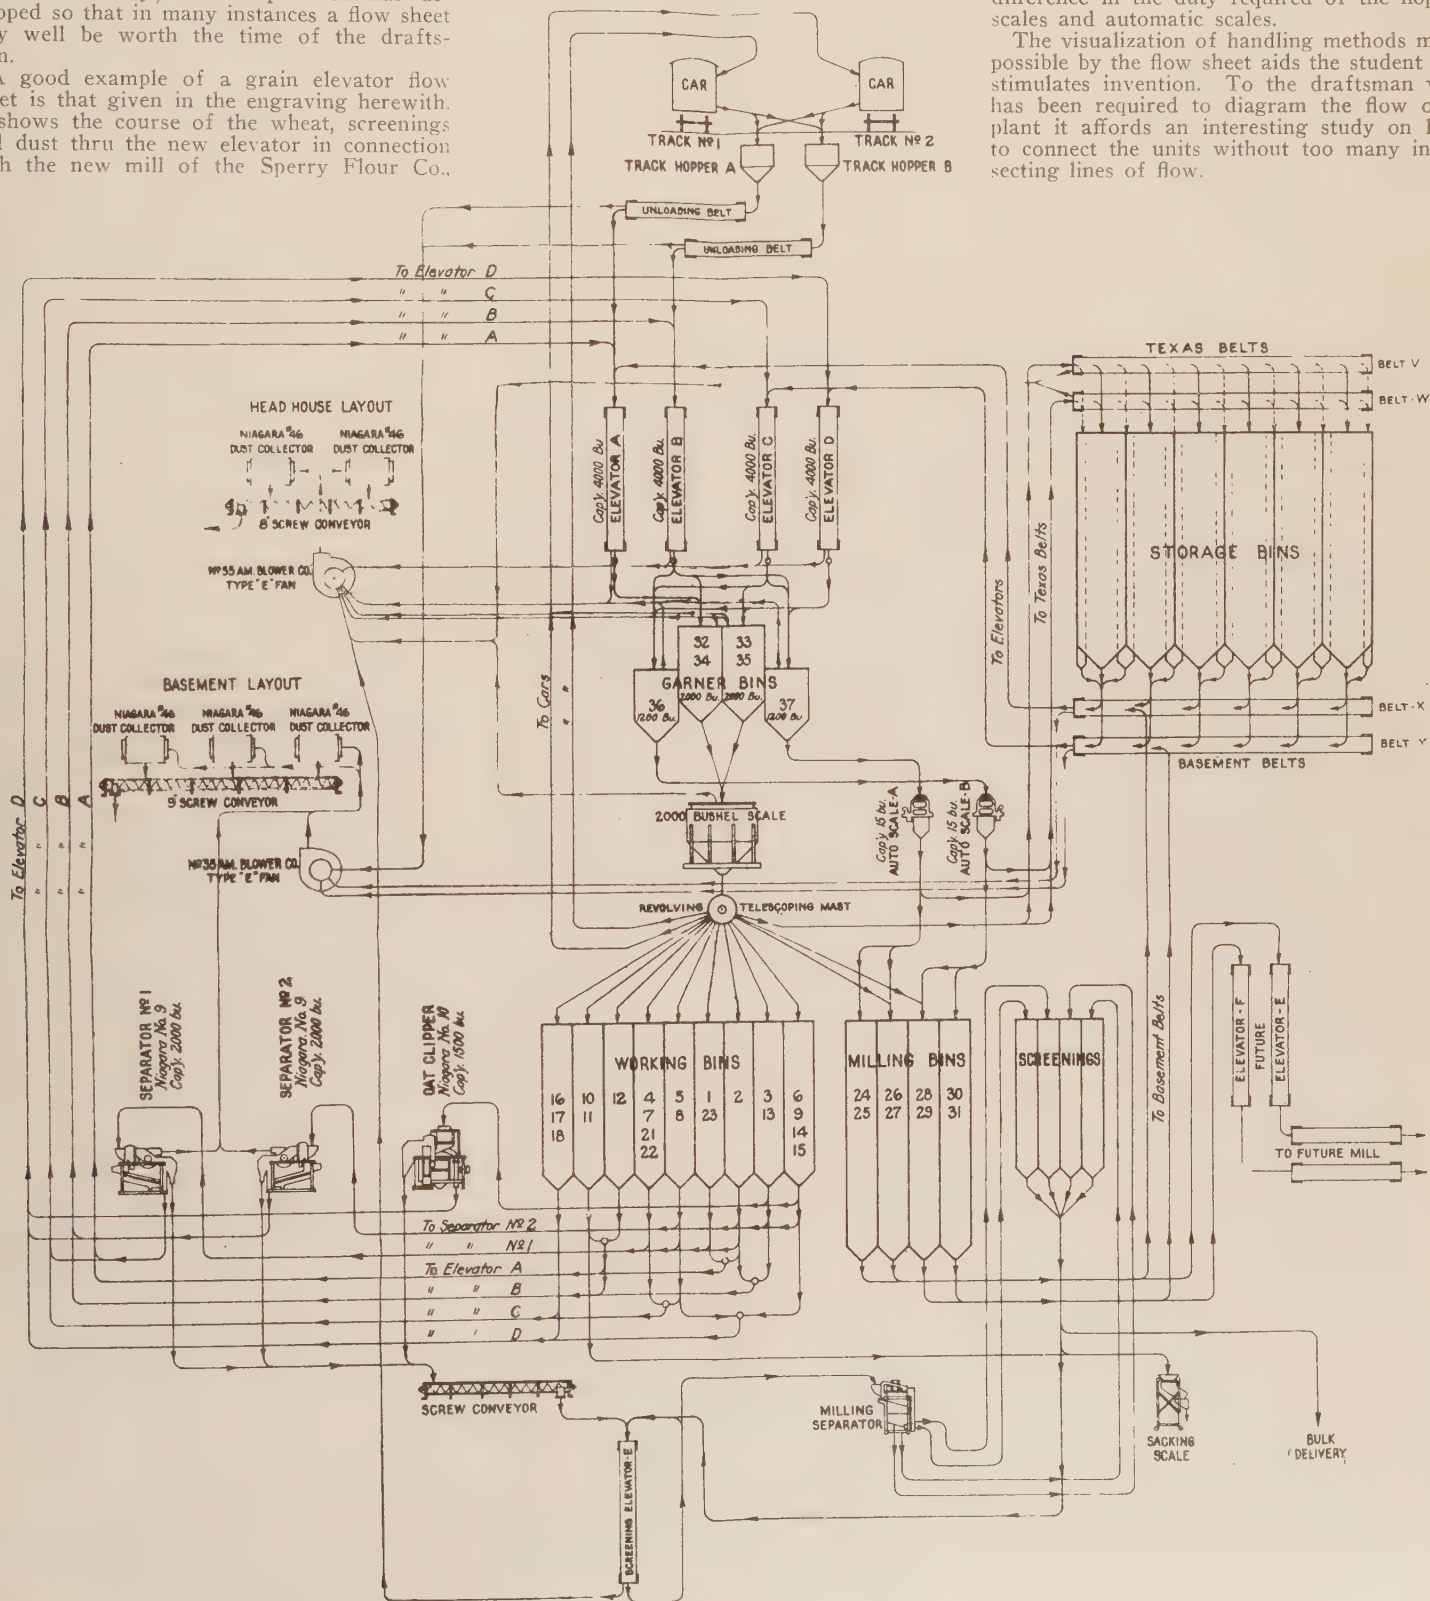 oped so that in many instances a flow sheet
well be worth the time of the drafts-
A good example of a grain elevator flow
is that given in the engraving herewith.
shows the course of the wheat, screenings
dust thru the new elevator in connection
the new mill of the Sperry Flour Co.,
difference in the duty required of the
scales and automatic scales.
The visualization of handling methods
possible by the flow sheet aids the student
stimulates invention. To the draftsman
has been required to diagram the flow
plant it affords an interesting study on
to connect the units without too many in
secting lines of flow.
CAR
CAR
TRACK Nº1
TRACK Nº 2
TRACK HOPPER A
TRACK HOPPER B
UNLOADING BELT
UNLOADING BELT
To Elevator D
" " C
" " B
" " A
TEXAS BELTS
BELT V
BELT-W
HEAD HOUSE LAYOUT
NIAGARA #46
DUST COLLECTOR
NIAGARA #46
DUST COLLECTOR
8" SCREW CONVEYOR
Cap'y. 4000 Bu.
ELEVATOR A
Cap'y. 4000 Bu.
ELEVATOR B
Cap'y. 4000 Bu.
ELEVATOR C
Cap'y. 4000 Bu.
ELEVATOR D
STORAGE BINS
Nº 55 AM. BLOWER CO.
TYPE "E" FAN
To Elevators
To Texas Belts
32
34
33
35
GARNER BINS
2000 Bu.
2000 Bu.
36
1200 Bu.
37
1200 Bu.
To Cars
"
BASEMENT LAYOUT
NIAGARA #46
DUST COLLECTOR
NIAGARA #46
DUST COLLECTOR
NIAGARA #46
DUST COLLECTOR
9" SCREW CONVEYOR
BELT-X
BELT Y
BASEMENT BELTS
2000 BUSHEL SCALE
Cap'y 15 bu.
AUTO SCALE-A
Cap'y 15 bu.
AUTO SCALE-B
AM. BLOWER CO.
TYPE "E" FAN
To Elevator D
" C
" B
" A
REVOLVING TELESCOPING MAST
SEPARATOR Nº1
Niagara No. 9
Cap'y. 2000 bu.
SEPARATOR Nº 2
Niagara No. 9
Cap'y. 2000 bu.
OAT CLIPPER
Niagara No. 10
Cap'y. 1500 bu.
WORKING BINS
16
17
18
10
11
12
4
7
21
22
5
8
1
23
2
3
13
6
9
14
15
MILLING BINS
24
25
26
27
28
29
30
31
SCREENINGS
To Basement Belts
ELEVATOR - F
FUTURE
ELEVATOR - E
TO FUTURE MILL
To Separator Nº 2
" " Nº1
To Elevator A
" " B
" " C
" " D
SCREW CONVEYOR
SCREENING ELEVATOR-E
MILLING
SEPARATOR
SACKING
SCALE
BULK
DELIVERY